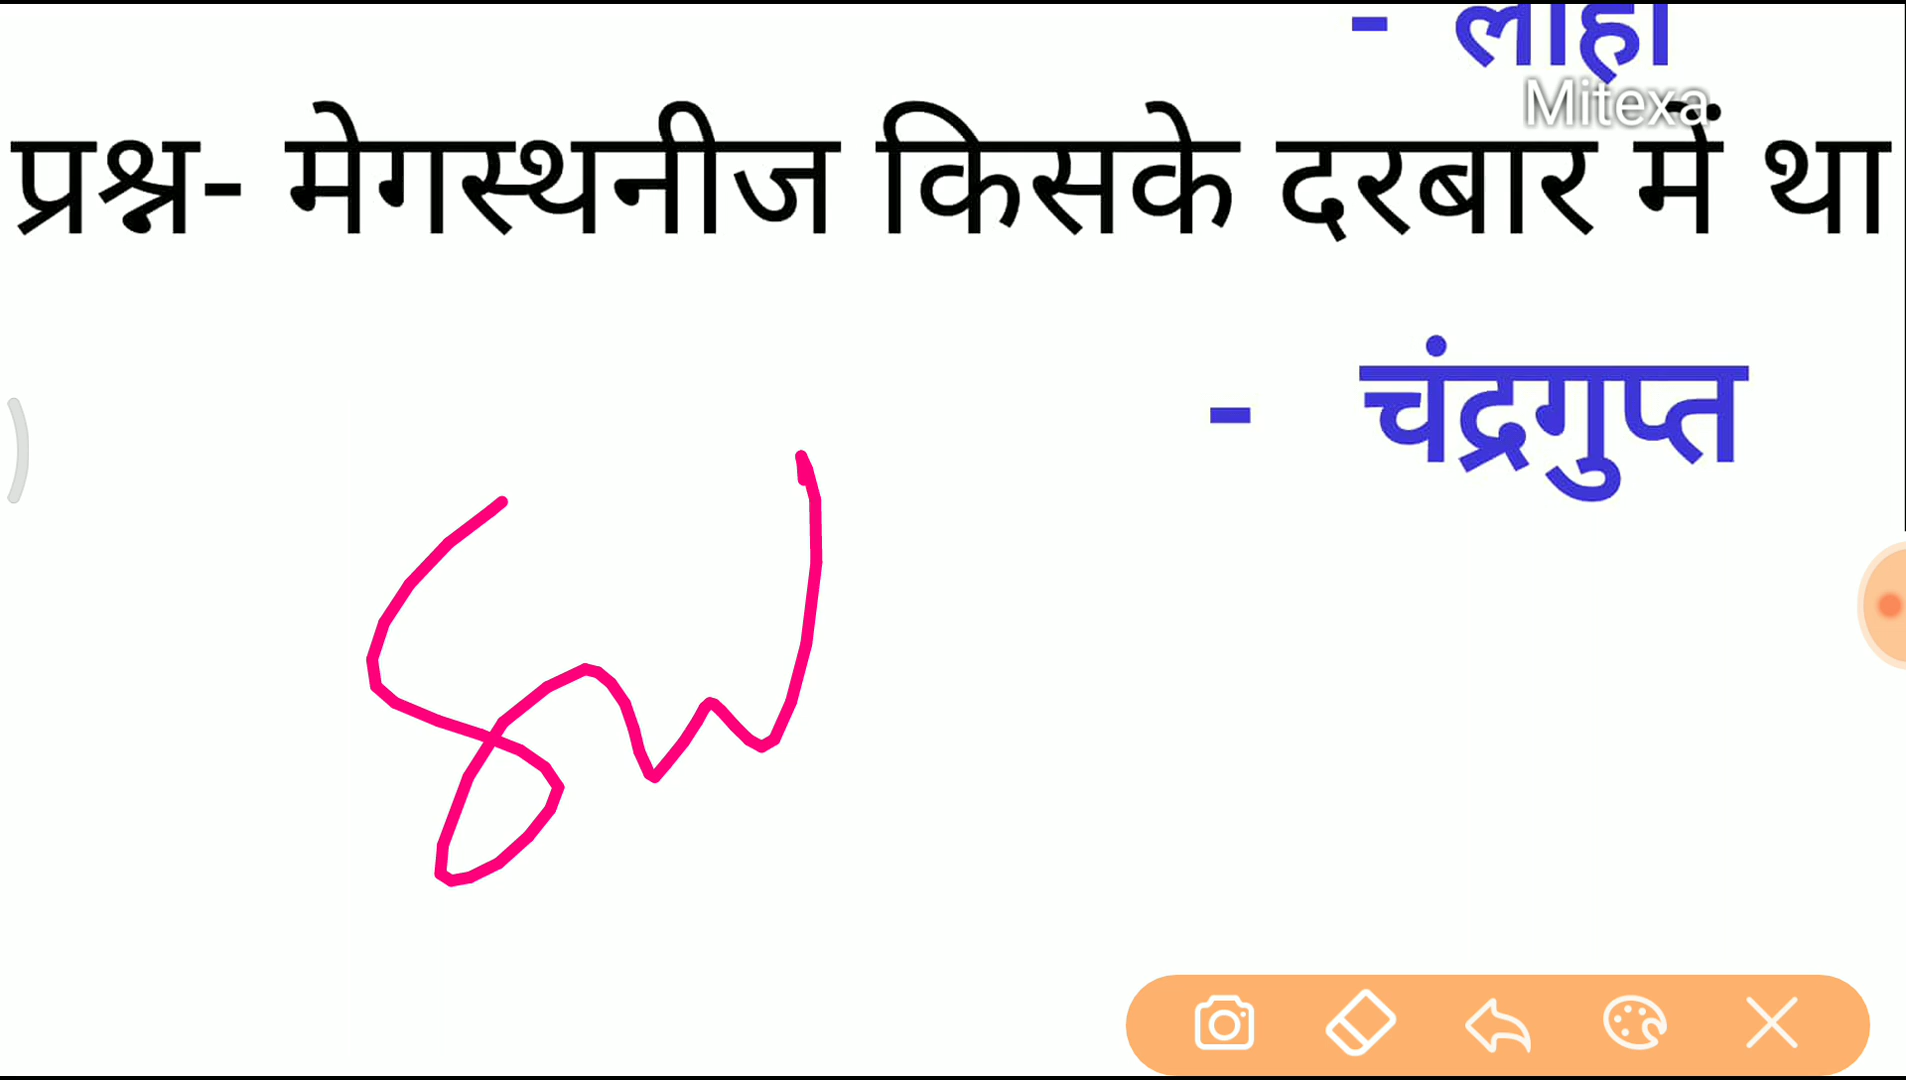 - लोहा
Mitexa
प्रश्न- मेगस्थनीज किसके दरबार में था
- चंद्रगुप्त